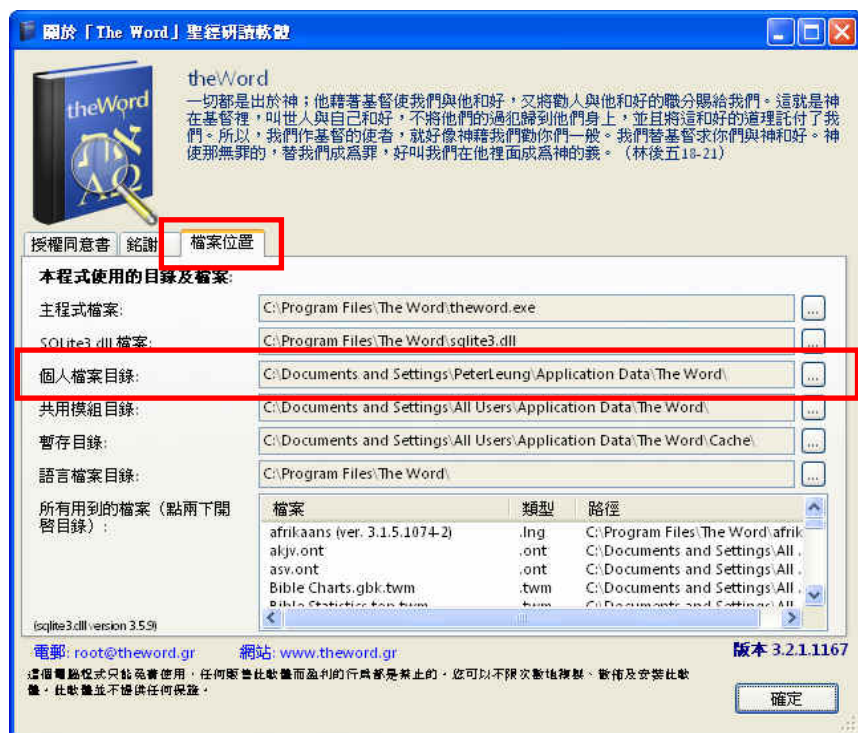 關於「The Word」聖經研讀軟體
theWord
אΩ
ΑΩ
theWord
一切都是出於神；他藉著基督使我們與他和好，又將勸人與他和好的職分賜給我們。這就是神
在基督裡，叫世人與自己和好，不將他們的過犯歸到他們身上，並且將這和好的道理託付了我
們。所以，我們作基督的使者，就好像神藉我們勸你們一般。我們替基督求你們與神和好。神
使那無罪的，替我們成爲罪，好叫我們在他裡面成爲神的義。（林後五18-21）
授權同意書 銘謝 檔案位置
本程式使用的目錄及檔案:
主程式檔案: C:\Program Files\The Word\theword.exe ...
SQLite3 dll 檔案: C:\Program Files\The Word\sqlite3.dll ...
個人檔案目錄: C:\Documents and Settings\PeterLeung\Application Data\The Word\ ...
共用模組目錄: C:\Documents and Settings\All Users\Application Data\The Word\ ...
暫存目錄: C:\Documents and Settings\All Users\Application Data\The Word\Cache\ ...
語言檔案目錄: C:\Program Files\The Word\ ...
所有用到的檔案（點兩下開
啓目錄）:
檔案 類型 路徑
afrikaans (ver. 3.1.5.1074-2) .lng C:\Program Files\The Word\afrik
akjv.ont .ont C:\Documents and Settings\All .
asv.ont .ont C:\Documents and Settings\All .
Bible Charts.gbk.twm .twm C:\Documents and Settings\All .
Bible Statistics.top.twm .twm C:\Documents and Settings\All
(sqlite3.dll version 3.5.9)
電郵: root@theword.gr 網站: www.theword.gr 版本 3.2.1.1167
這個電腦程式只能免費使用，任何販售此軟體而盈利的行爲都是禁止的。您可以不限次數地複製、散佈及安裝此軟
體。此軟體並不提供任何保證。
確定